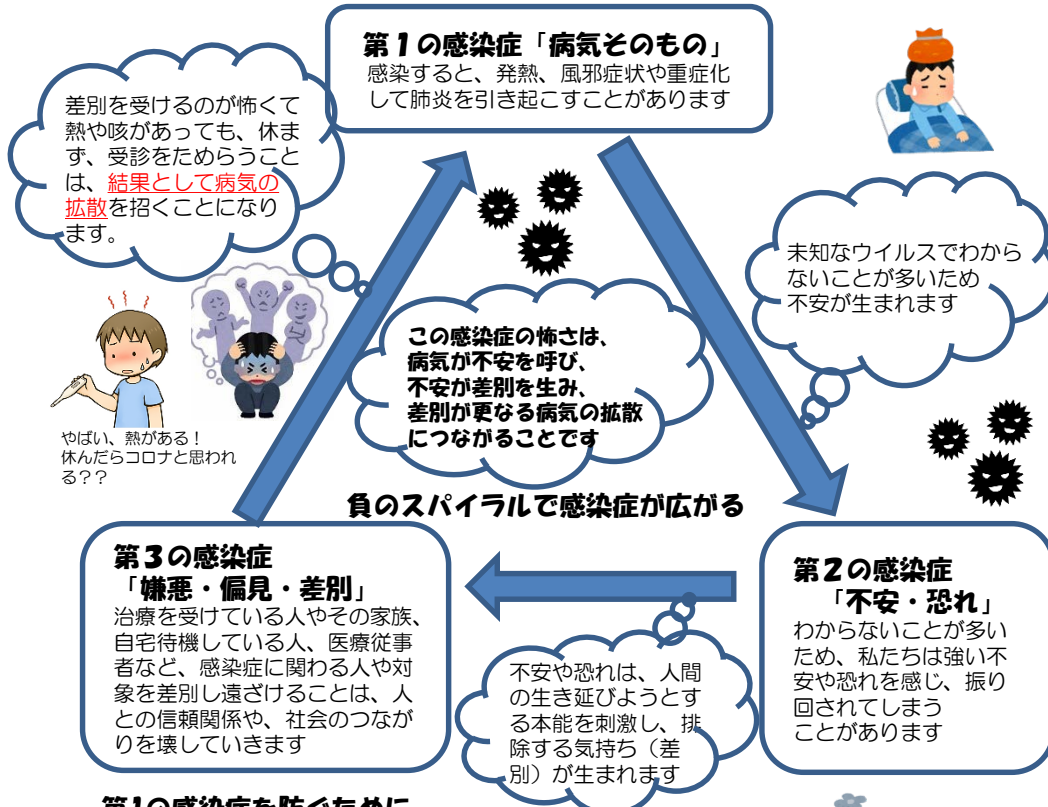 第１の感染症「病気そのもの」
感染すると、発熱、風邪症状や重症化
して肺炎を引き起こすことがあります
差別を受けるのが怖くて
熱や咳があっても、休ま
ず、受診をためらうこと
は、結果として病気の
拡散を招くことになり
ます。
未知なウイルスでわから
ないことが多いため
不安が生まれます
この感染症の怖さは、
病気が不安を呼び、
不安が差別を生み、
差別が更なる病気の拡散
につながることです
やばい、熱がある！
休んだらコロナと思われ
る？？
負のスパイラルで感染症が広がる
第３の感染症
「嫌悪・偏見・差別」
治療を受けている人やその家族、
自宅待機している人、医療従事
者など、感染症に関わる人や対
象を差別し遠ざけることは、人
との信頼関係や、社会のつなが
りを壊していきます
第２の感染症
「不安・恐れ」
わからないことが多い
ため、私たちは強い不
安や恐れを感じ、振り
回されてしまう
ことがあります
不安や恐れは、人間
の生き延びようとす
る本能を刺激し、排
除する気持ち（差
別）が生まれます
第1の感染症を防ぐために